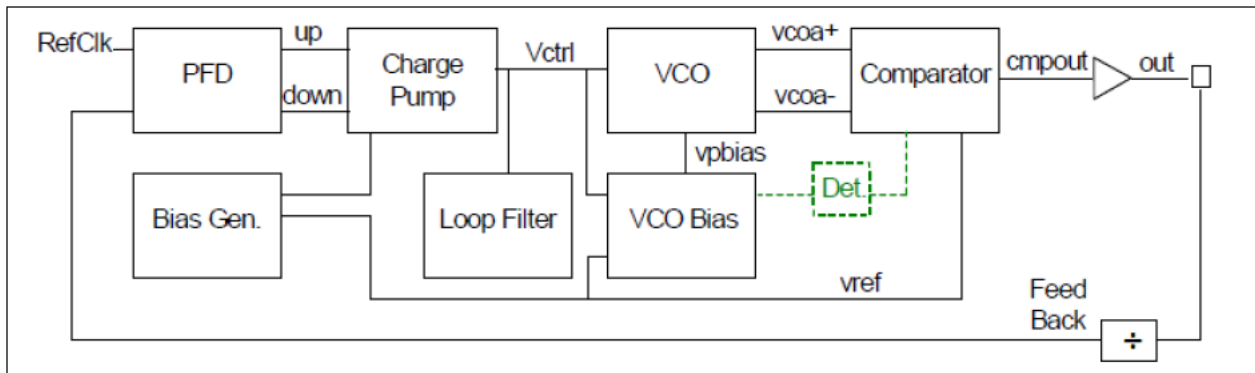 RefClk
PFD
up
down
Charge
Pump
Vctrl
VCO
vcoa+
vcoa-
Comparator
cmpout
out
vpbias
Det.
Bias Gen.
Loop Filter
VCO Bias
vref
Feed
Back
÷